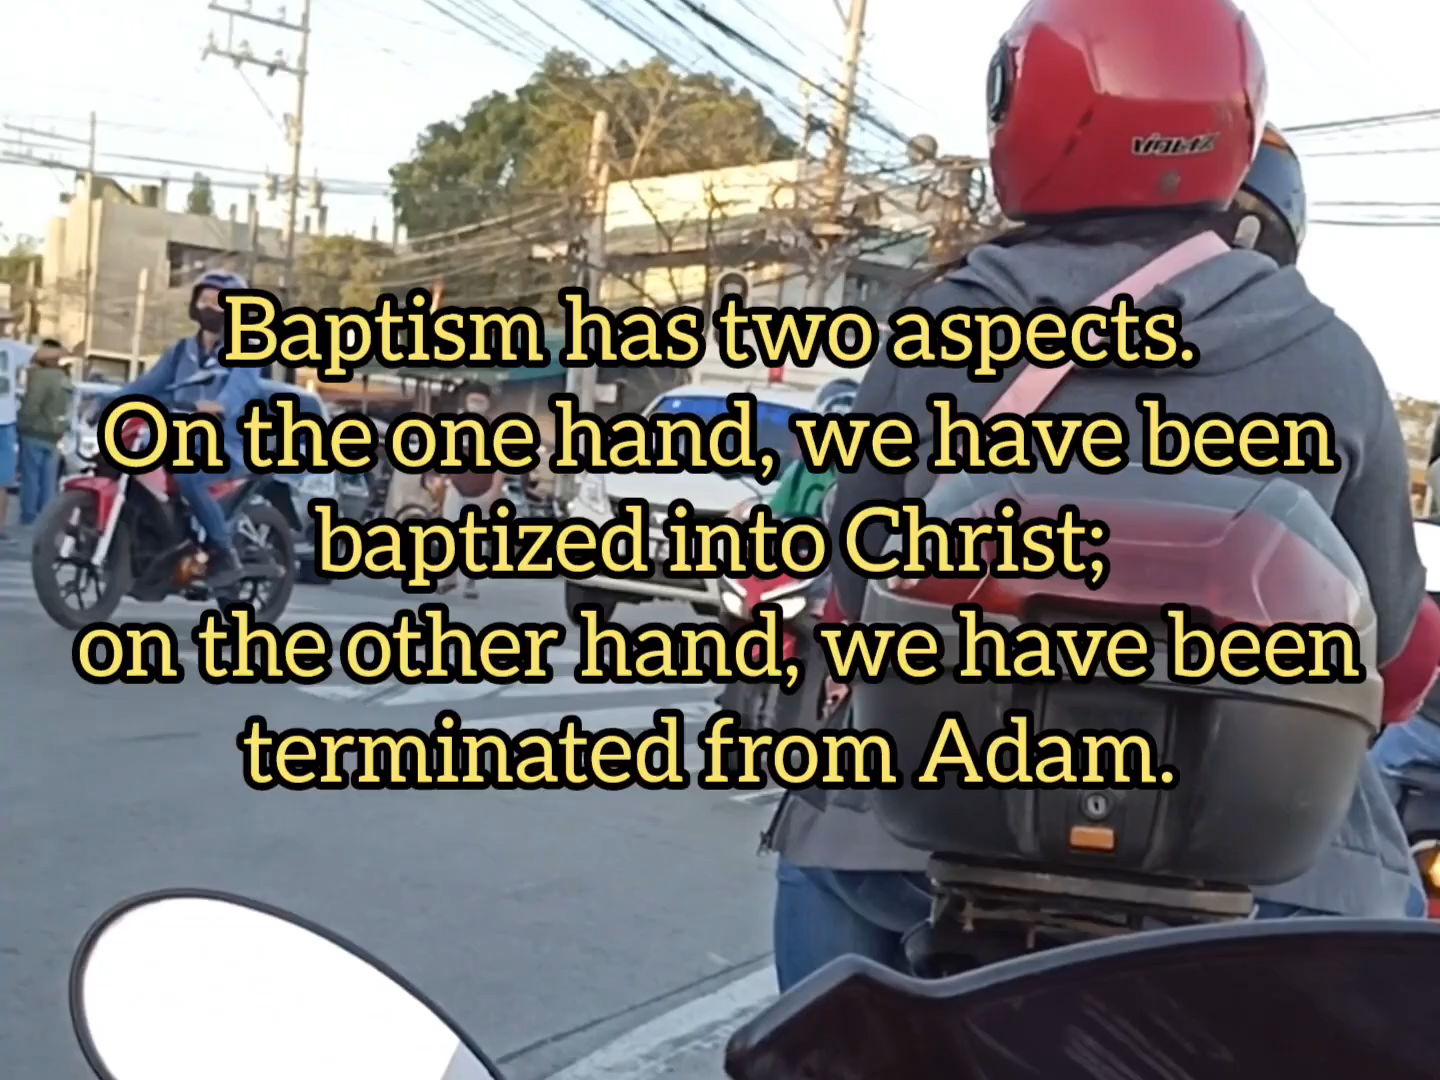 VOLTZ
Baptism has two aspects.
On the one hand, we have been
baptized into Christ;
on the other hand, we have been
terminated from Adam.